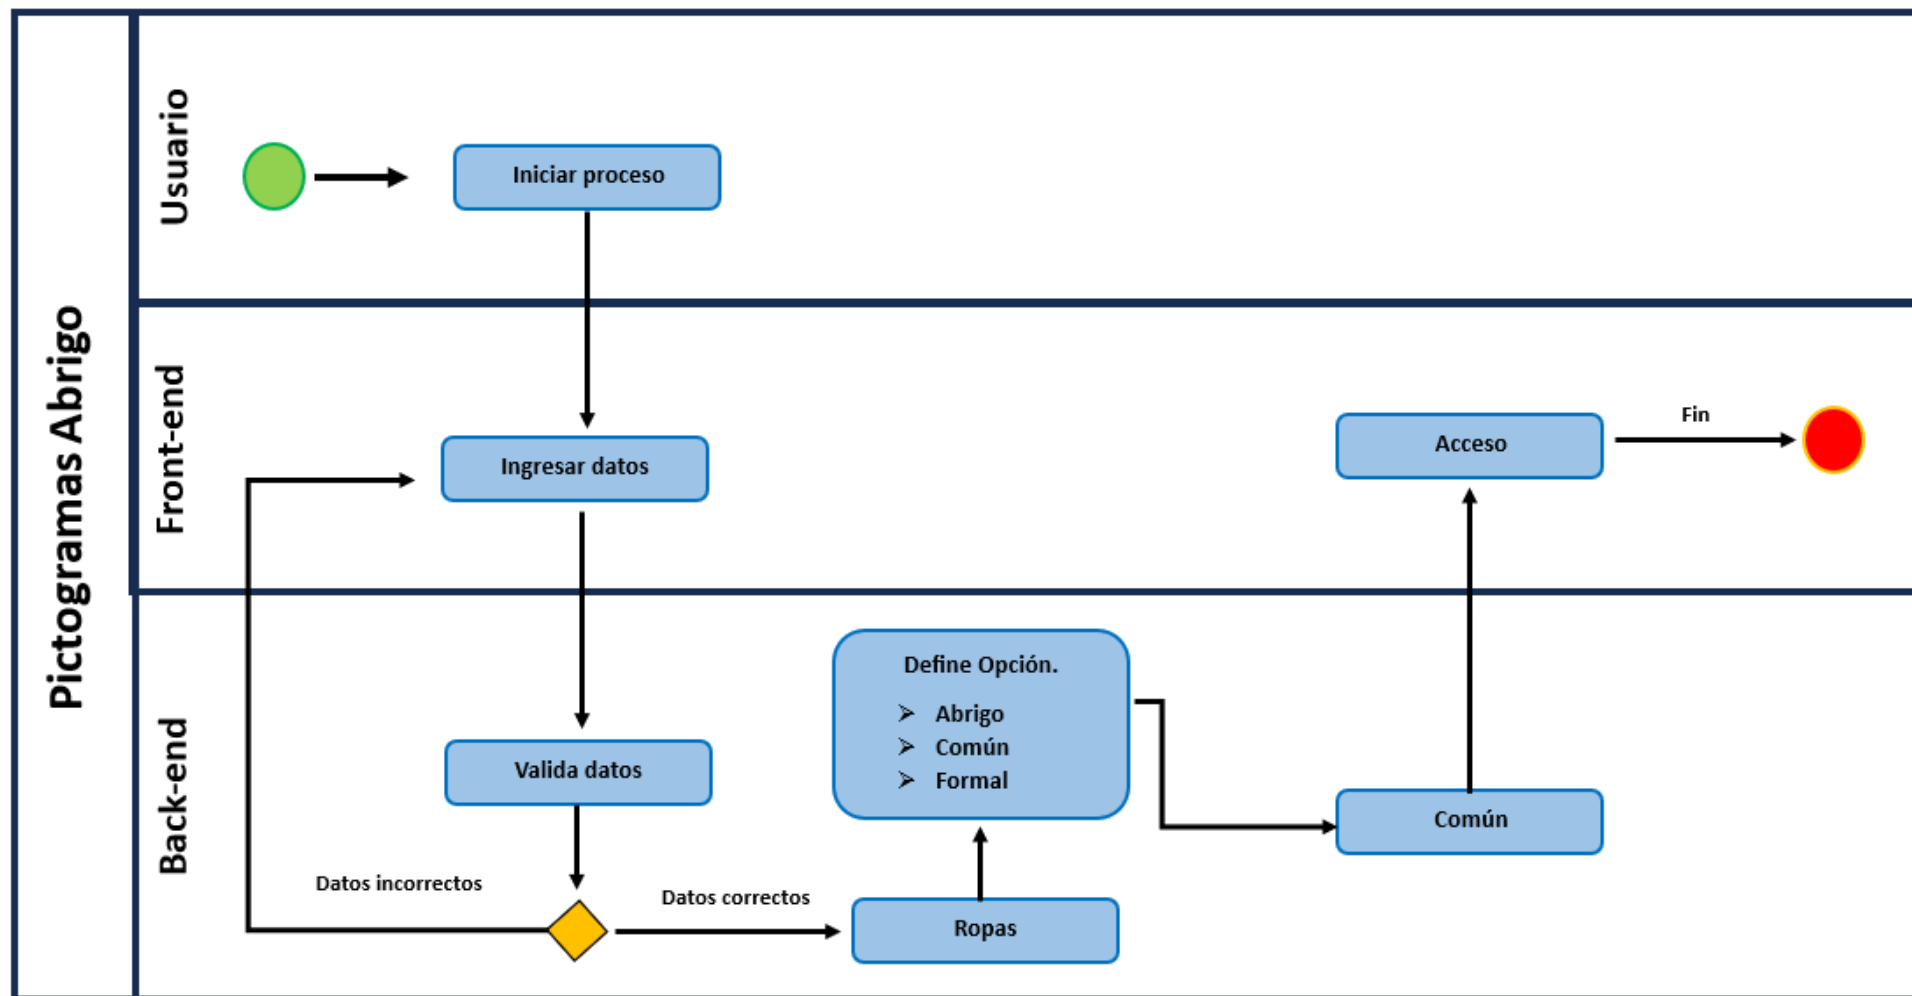 Pictogramas Abrigo
Usuario
Iniciar proceso
Front-end
Ingresar datos
Acceso
Fin
Back-end
Valida datos
Datos incorrectos
Datos correctos
Ropas
Define Opción.
➢ Abrigo
➢ Común
➢ Formal
Común